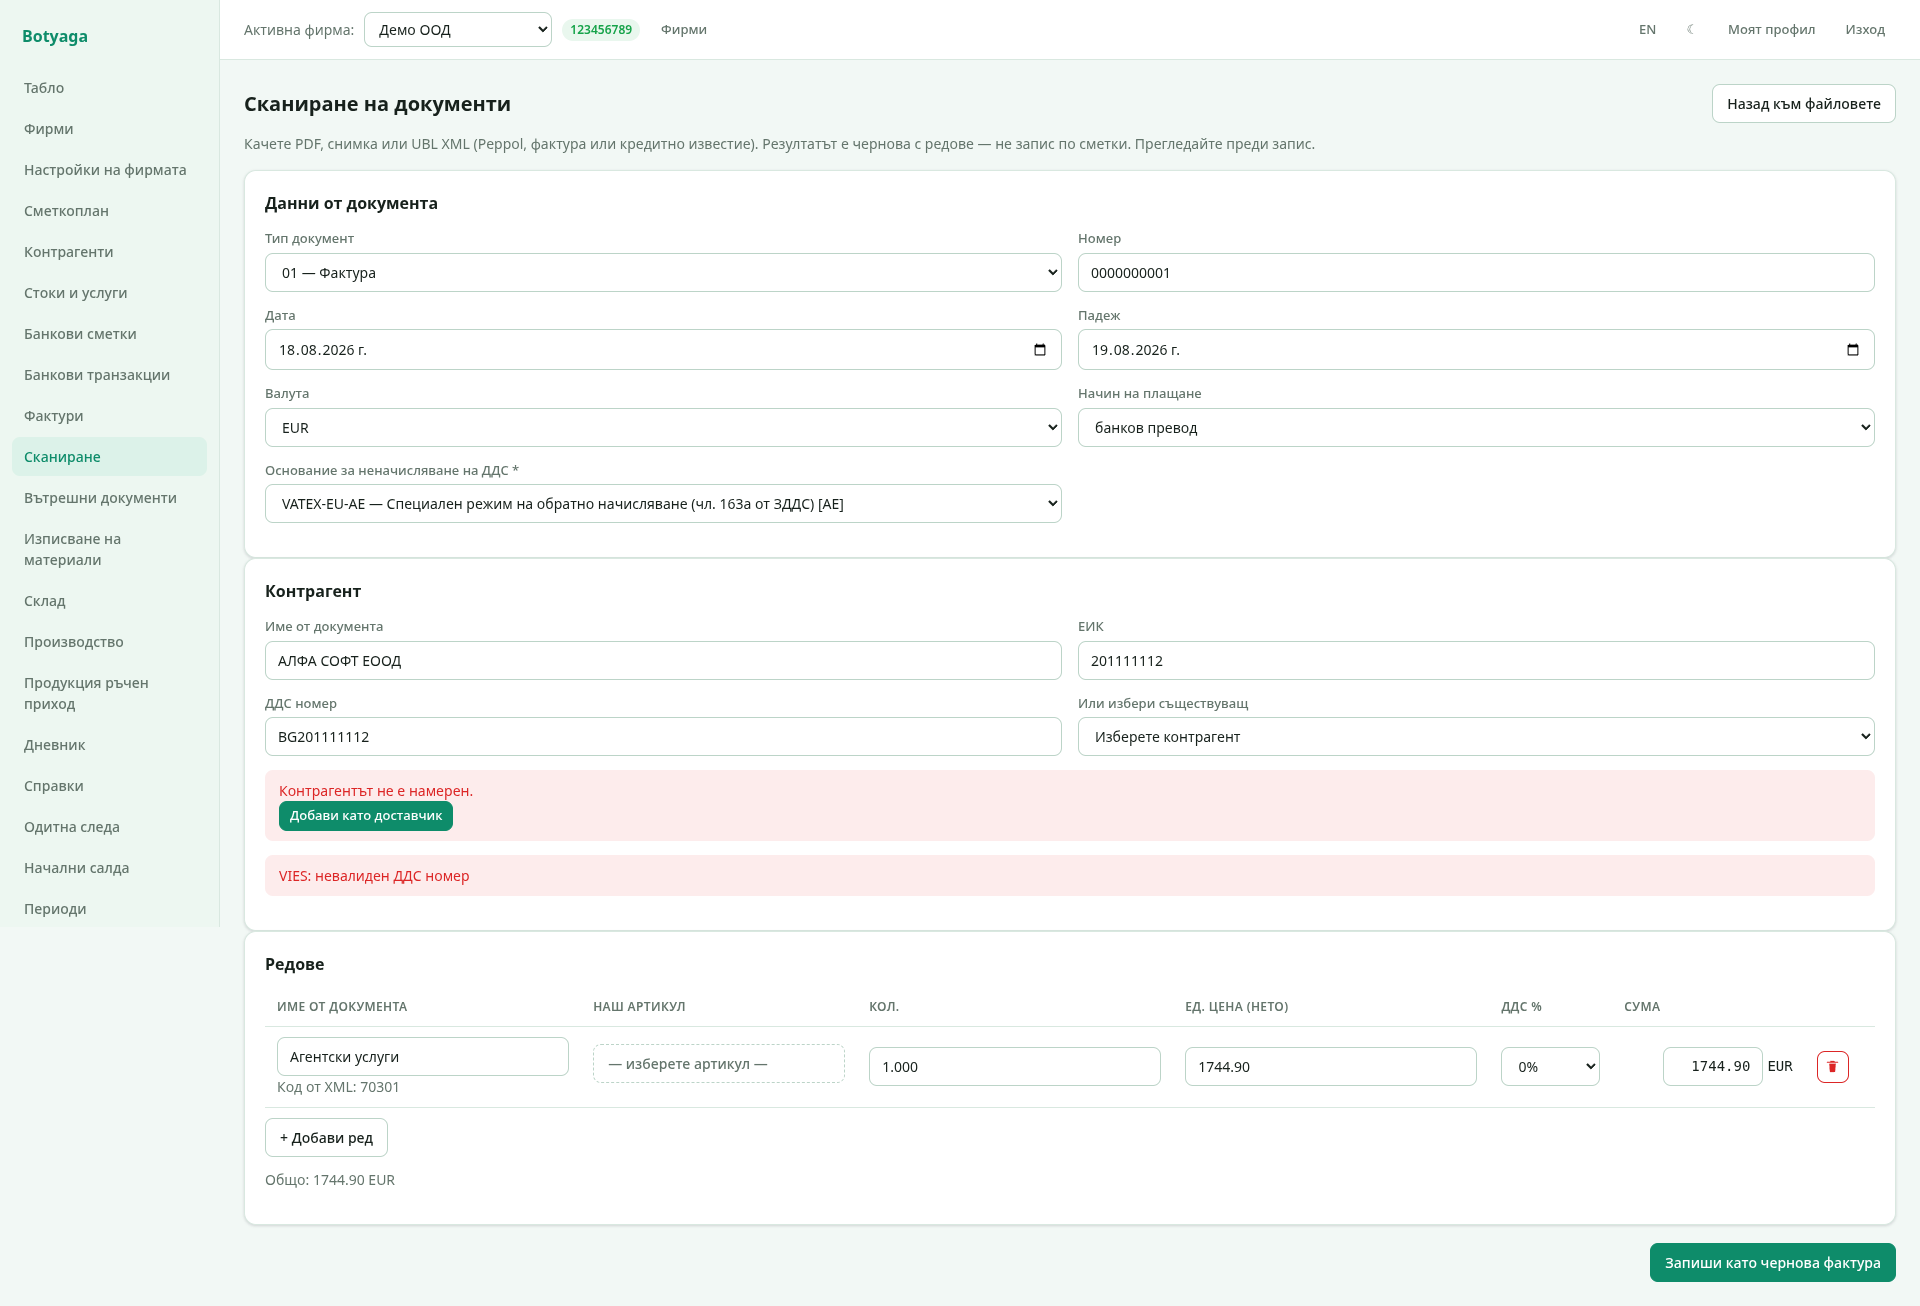 Botyaga
Табло
Фирми
Настройки на фирмата
Сметкоплан
Контрагенти
Стоки и услуги
Банкови сметки
Банкови транзакции
Фактури
Сканиране
Вътрешни документи
Изписване на
материали
Склад
Производство
Продукция ръчен
приход
Дневник
Справки
Одитна следа
Начални салда
Периоди
Активна фирма: Демо ООД 123456789 Фирми EN ☾ Моят профил Изход
Сканиране на документи Назад към файловете
Качете PDF, снимка или UBL XML (Peppol, фактура или кредитно известие). Резултатът е чернова с редове — не запис по сметки. Прегледайте преди запис.
Данни от документа
Тип документ Номер
01 — Фактура 0000000001
Дата Падеж
18.08.2026 г. 19.08.2026 г.
Валута Начин на плащане
EUR банков превод
Основание за неначисляване на ДДС *
VATEX-EU-AE — Специален режим на обратно начисляване (чл. 163а от ЗДДС) [AE]
Контрагент
Име от документа ЕИК
АЛФА СОФТ ЕООД 201111112
ДДС номер Или избери съществуващ
BG201111112 Изберете контрагент
Контрагентът не е намерен.
Добави като доставчик
VIES: невалиден ДДС номер
Редове
ИМЕ ОТ ДОКУМЕНТА НАШ АРТИКУЛ КОЛ. ЕД. ЦЕНА (НЕТО) ДДС % СУМА
Агентски услуги — изберете артикул — 1.000 1744.90 0% 1744.90 EUR
Код от XML: 70301
+ Добави ред
Общо: 1744.90 EUR
Запиши като чернова фактура